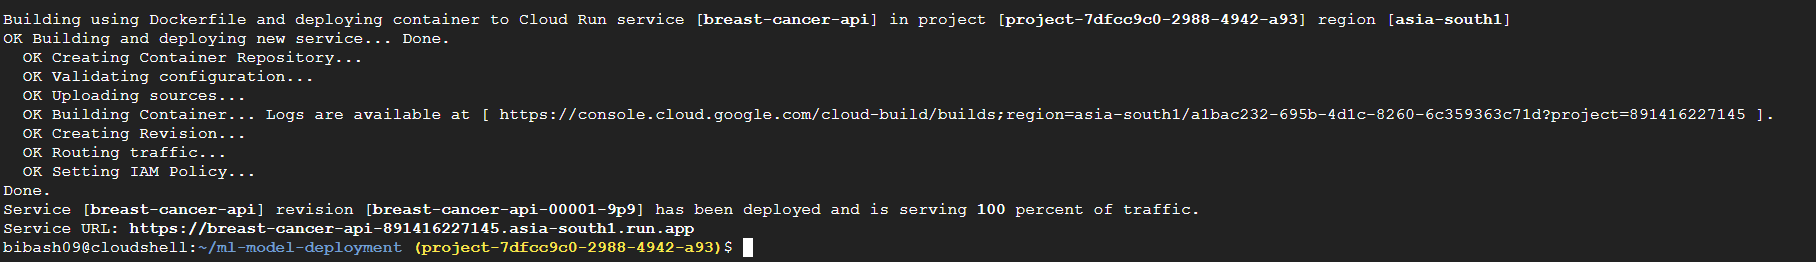 Building using Dockerfile and deploying container to Cloud Run service [breast-cancer-api] in project [project-7dfcc9c0-2988-4942-a93] region [asia-south1]
OK Building and deploying new service... Done.
  OK Creating Container Repository...
  OK Validating configuration...
  OK Uploading sources...
  OK Building Container... Logs are available at [ https://console.cloud.google.com/cloud-build/builds;region=asia-south1/a1bac232-695b-4d1c-8260-6c359363c71d?project=891416227145 ].
  OK Creating Revision...
  OK Routing traffic...
  OK Setting IAM Policy...
Done.
Service [breast-cancer-api] revision [breast-cancer-api-00001-9p9] has been deployed and is serving 100 percent of traffic.
Service URL: https://breast-cancer-api-891416227145.asia-south1.run.app
bibash09@cloudshell:~/ml-model-deployment (project-7dfcc9c0-2988-4942-a93)$